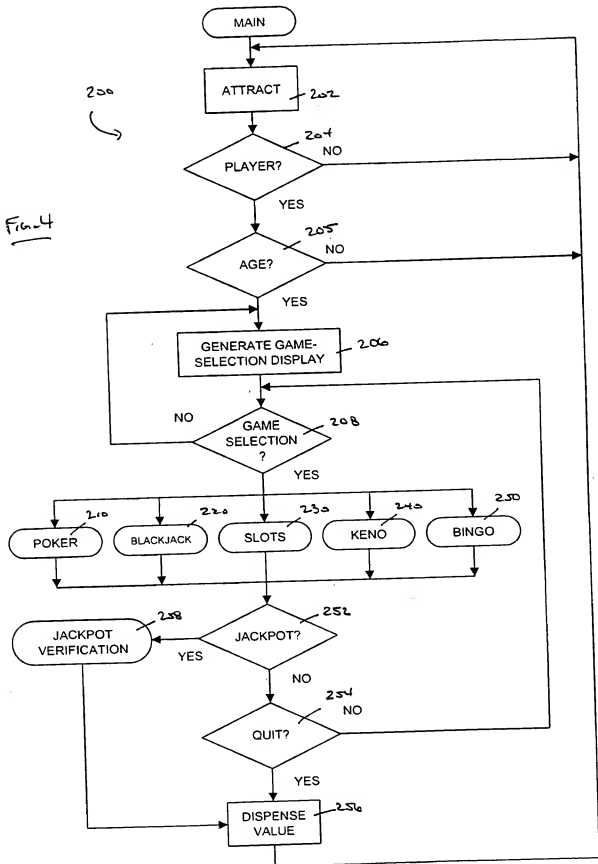 MAIN
ATTRACT
202
200
204
PLAYER?
NO
YES
Fig. 4
205
AGE?
NO
YES
GENERATE GAME-
SELECTION DISPLAY
206
NO
GAME
SELECTION
?
208
YES
210
220
230
240
250
POKER
BLACKJACK
SLOTS
KENO
BINGO
258
252
JACKPOT
VERIFICATION
JACKPOT?
YES
NO
254
NO
QUIT?
YES
DISPENSE
VALUE
256